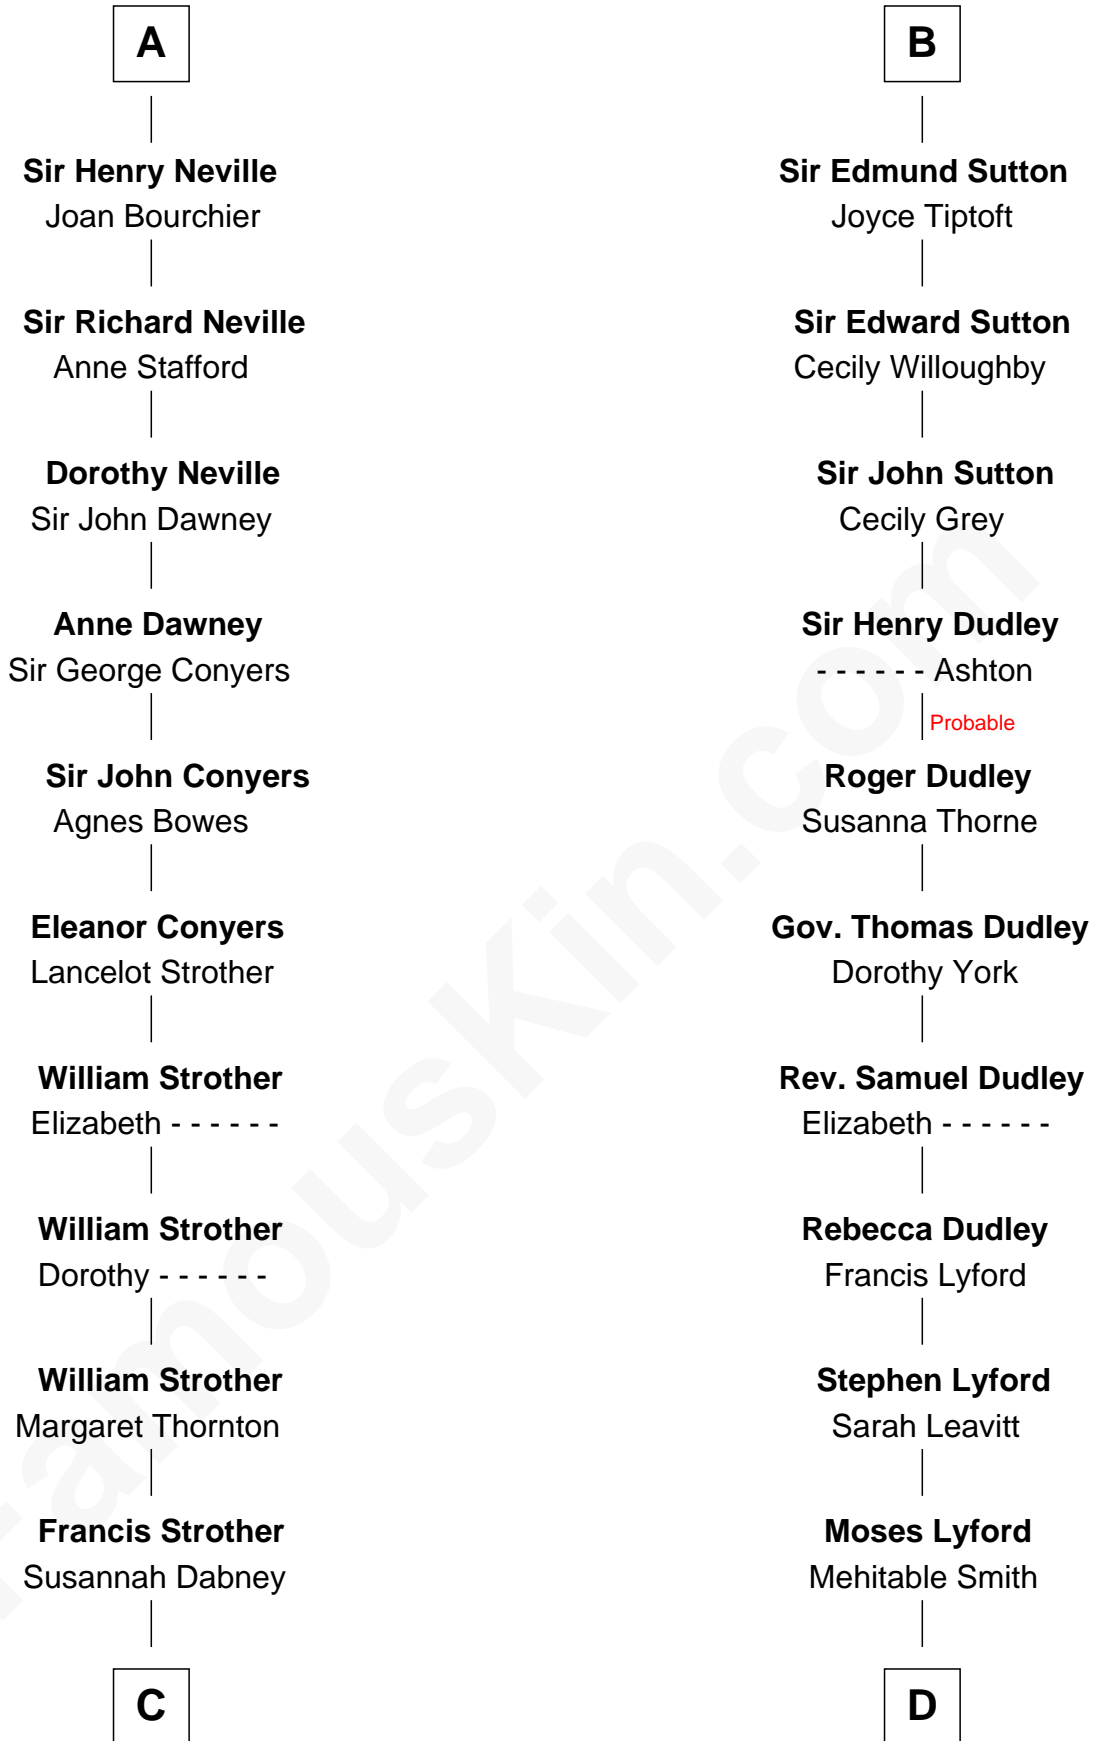 A
Sir Henry Neville
Joan Bourchier
Sir Richard Neville
Anne Stafford
Dorothy Neville
Sir John Dawney
Anne Dawney
Sir George Conyers
Sir John Conyers
Agnes Bowes
Eleanor Conyers
Lancelot Strother
William Strother
Elizabeth - - - - - -
William Strother
Dorothy - - - - - -
William Strother
Margaret Thornton
Francis Strother
Susannah Dabney
C
B
Sir Edmund Sutton
Joyce Tiptoft
Sir Edward Sutton
Cecily Willoughby
Sir John Sutton
Cecily Grey
Sir Henry Dudley
- - - - - - Ashton
Probable
Roger Dudley
Susanna Thorne
Gov. Thomas Dudley
Dorothy York
Rev. Samuel Dudley
Elizabeth - - - - - -
Rebecca Dudley
Francis Lyford
Stephen Lyford
Sarah Leavitt
Moses Lyford
Mehitable Smith
D
FamousKin.com